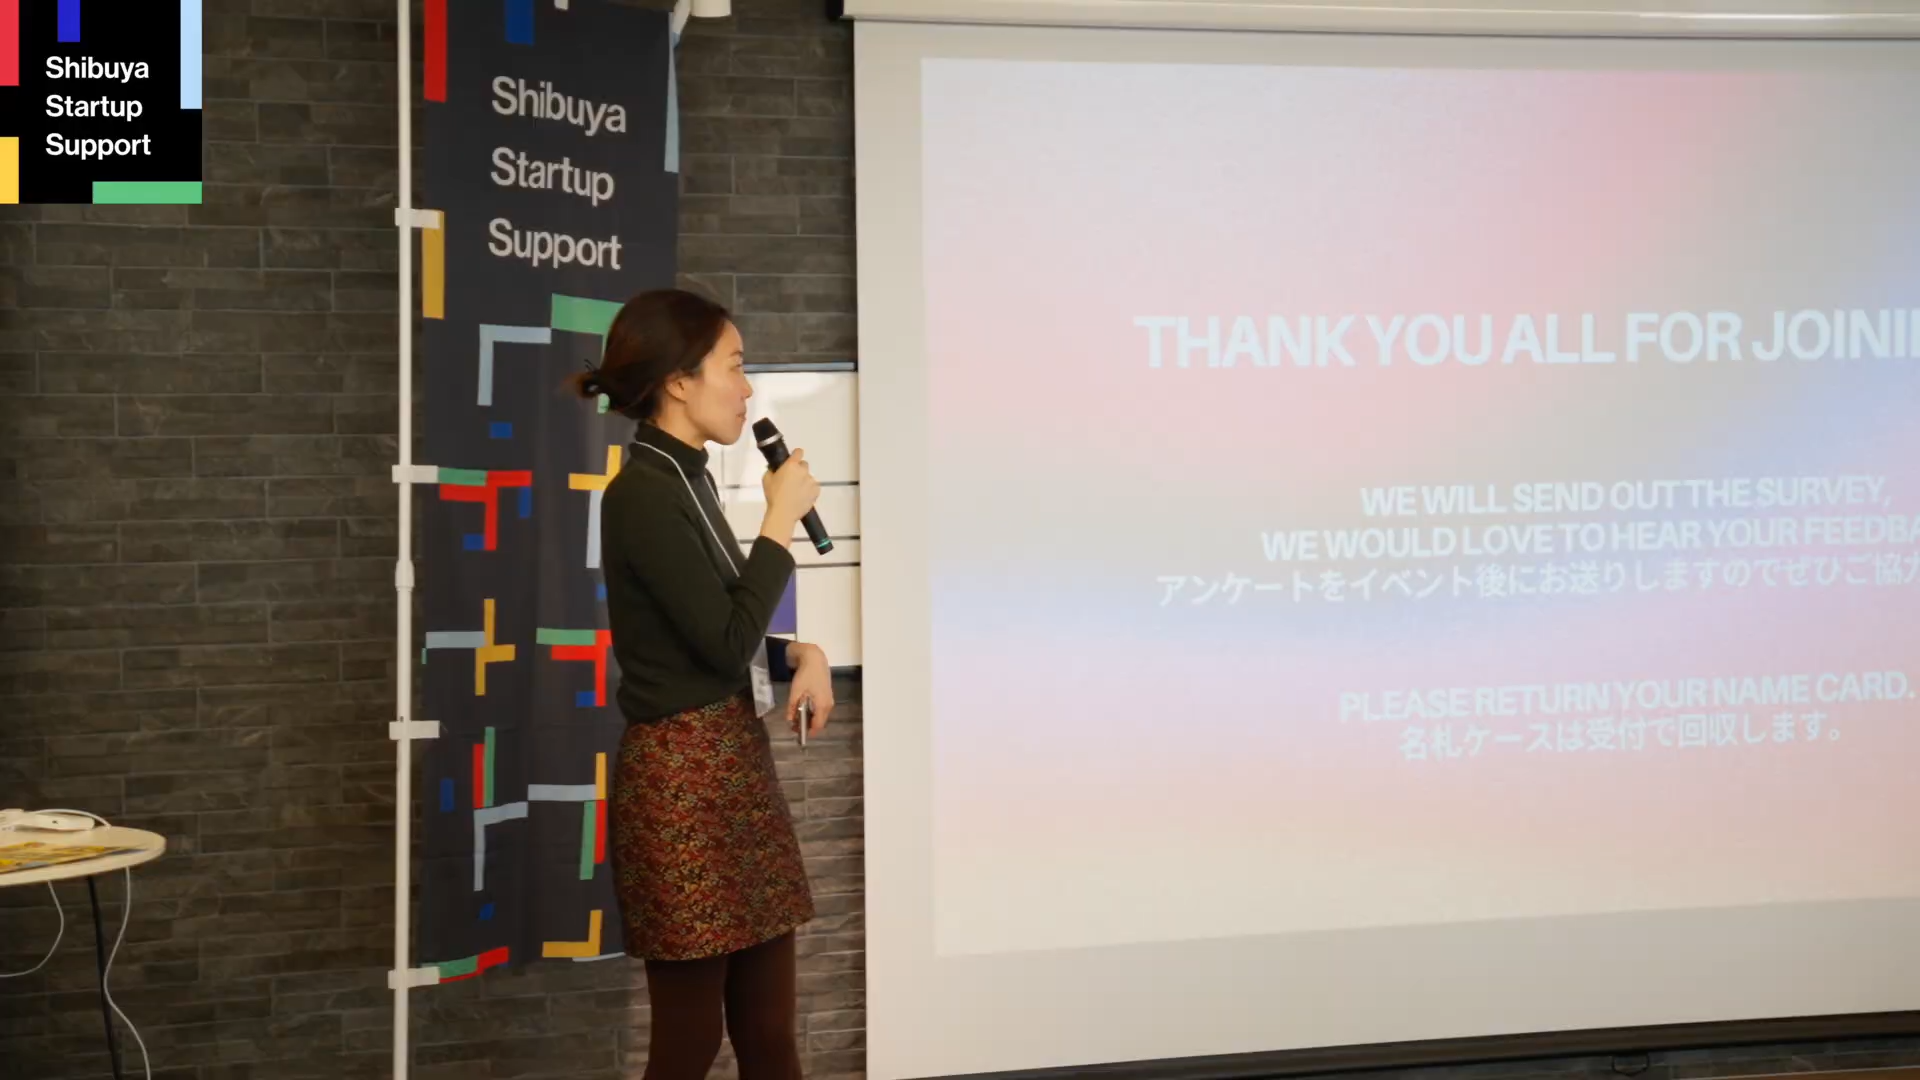 Shibuya
Startup
Support
Shibuya
Startup
Support
THANK YOU ALL FOR
WE WILL SEND OUT THE SURVEY,
WE WOULD LOVE TO HEAR YOUR
アンケートをイベント後にお送りしますのでぜひご協
PLEASE RETURN YOUR NAME CARD.
名札ケースは受付で回収します。